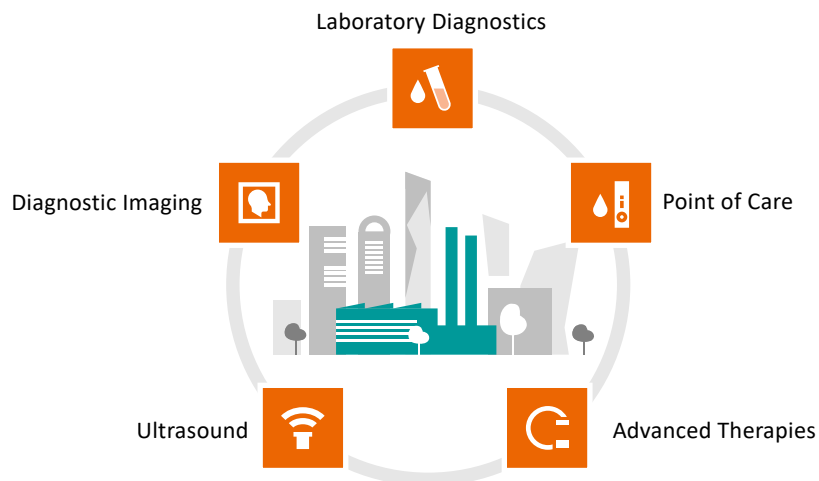 Laboratory Diagnostics
Diagnostic Imaging
Point of Care
Ultrasound
Advanced Therapies